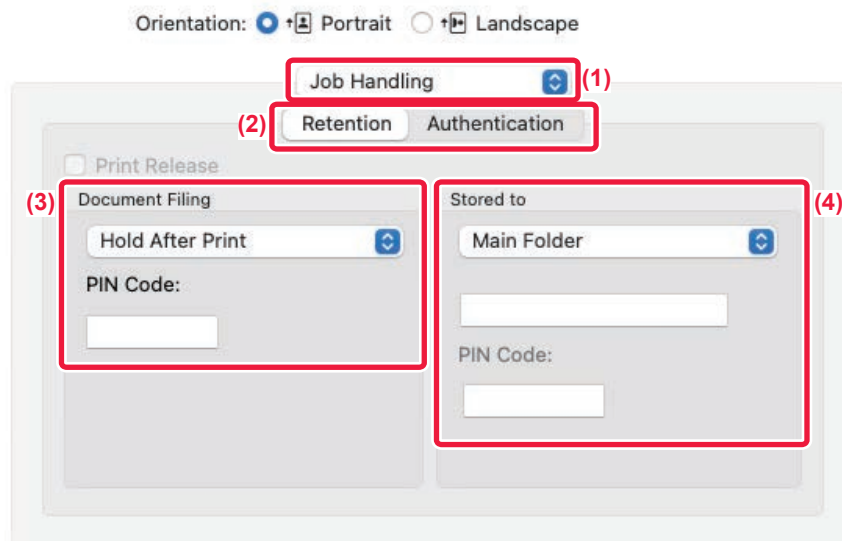 Orientation: Portrait Landscape
Job Handling (1)
(2) Retention Authentication
Print Release
(3) Document Filing Stored to (4)
Hold After Print Main Folder
PIN Code:
PIN Code: